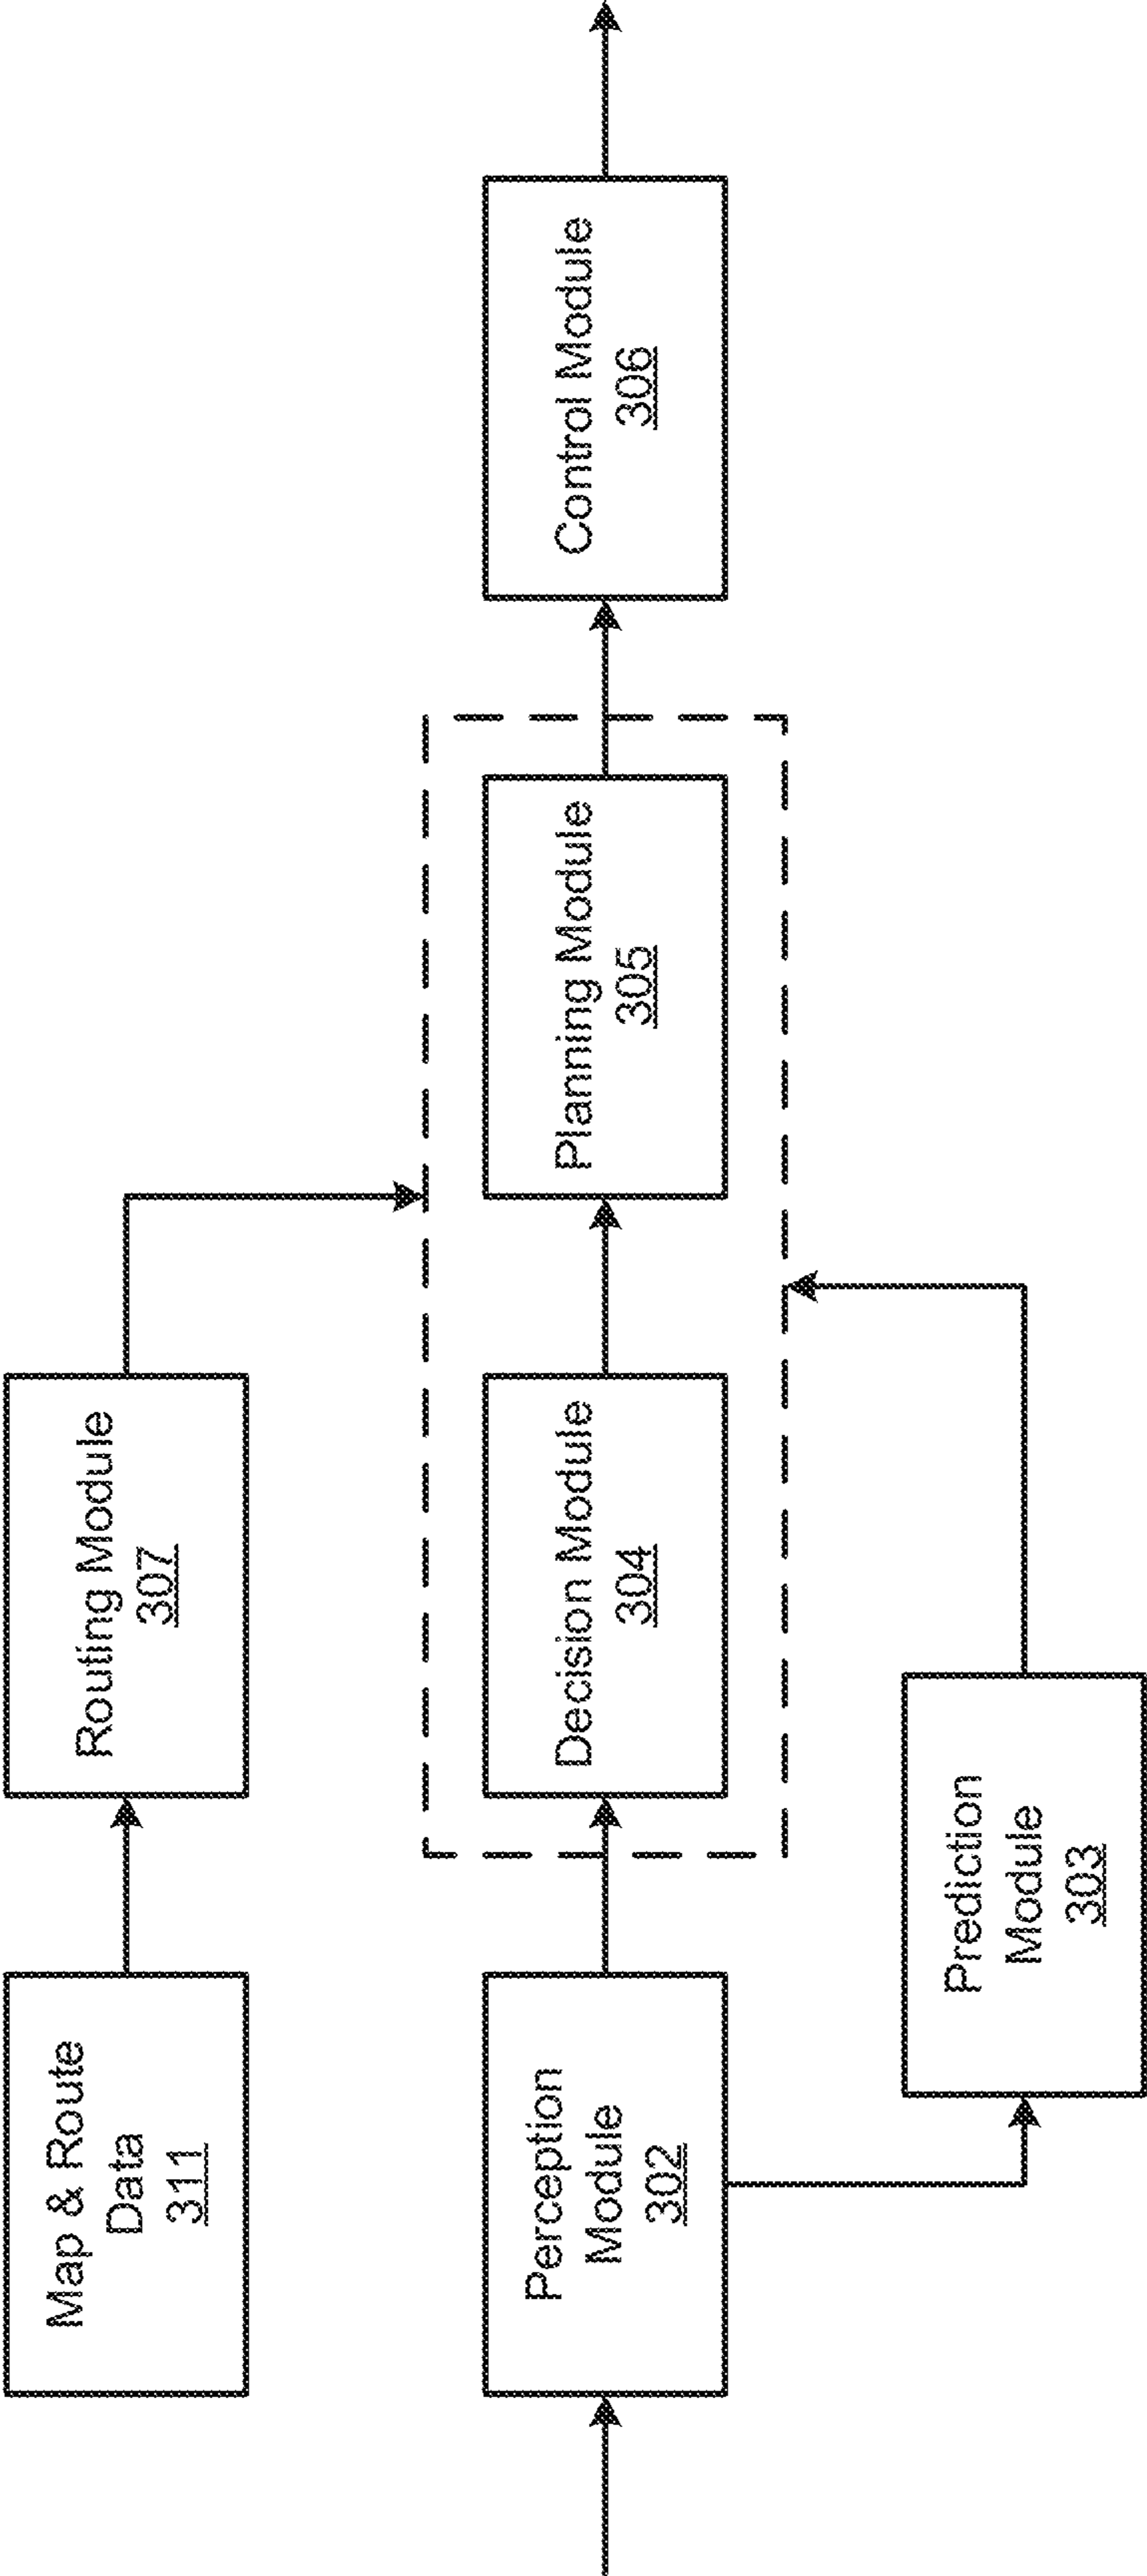 Map & Route
Data
311
Routing Module
307
Perception
Module
302
Decision Module
304
Planning Module
305
Control Module
306
Prediction
Module
303